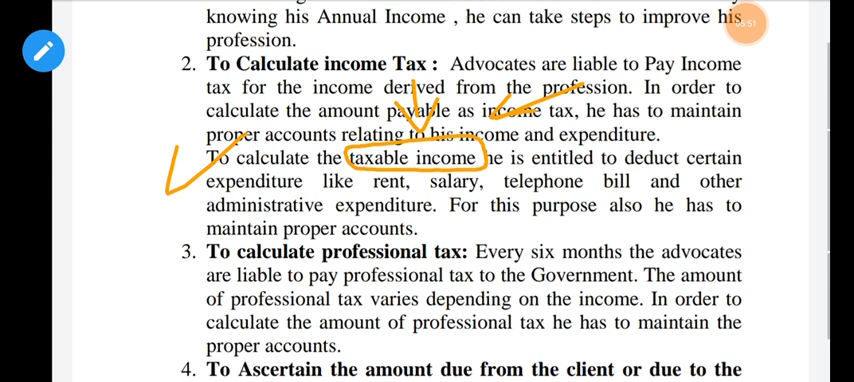 knowing his Annual Income , he can take steps to improve his
05:51
profession.
2. To Calculate income Tax : Advocates are liable to Pay Income
tax for the income derived from the profession. In order to
calculate the amount payable as income tax, he has to maintain
proper accounts relating to his income and expenditure.
To calculate the taxable income he is entitled to deduct certain
expenditure like rent, salary, telephone bill and other
administrative expenditure. For this purpose also he has to
maintain proper accounts.
3. To calculate professional tax: Every six months the advocates
are liable to pay professional tax to the Government. The amount
of professional tax varies depending on the income. In order to
calculate the amount of professional tax he has to maintain the
proper accounts.
4. To Ascertain the amount due from the client or due to the